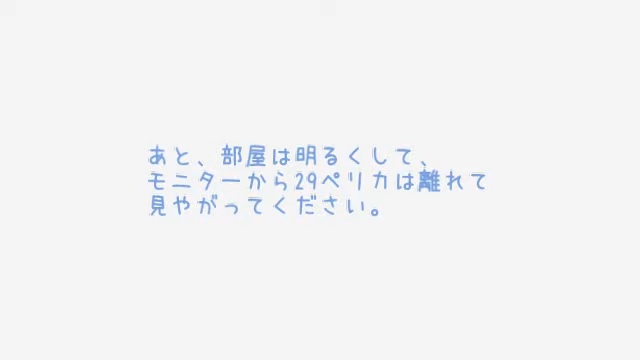 あと、部屋は明るくして、
モニターから29ペリカは離れて
見やがってください。